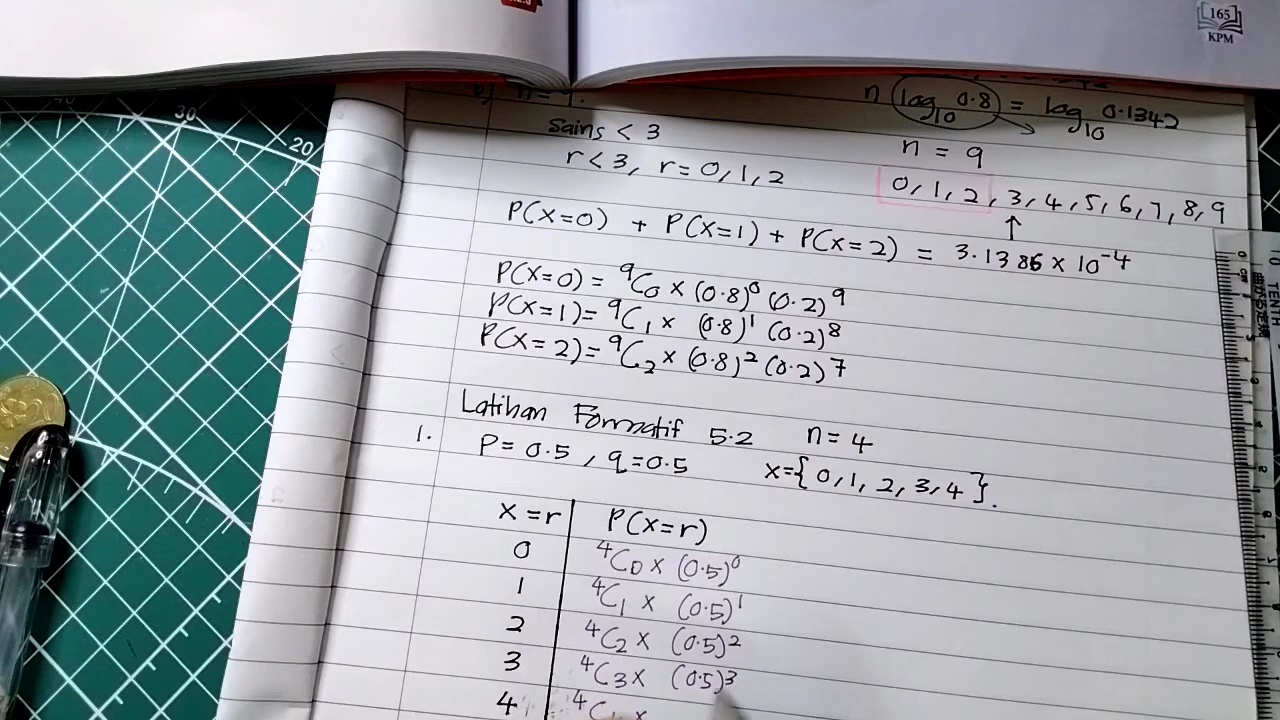 165
KPM
n log₁₀ 0.8 = log₁₀ 0.1342
Sains < 3
n = 9
r < 3, r = 0, 1, 2
0, 1, 2, 3, 4, 5, 6, 7, 8, 9
↑
P(X=0) + P(X=1) + P(X=2) = 3.1386 × 10⁻⁴
P(X=0) = ⁹C₀ × (0.8)⁰ (0.2)⁹
P(X=1) = ⁹C₁ × (0.8)¹ (0.2)⁸
P(X=2) = ⁹C₂ × (0.8)² (0.2)⁷
Latihan Formatif 5.2 n = 4
1. P = 0.5, q = 0.5 x = {0, 1, 2, 3, 4}.
X = r P(X=r)
0 ⁴C₀ × (0.5)⁰
1 ⁴C₁ × (0.5)¹
2 ⁴C₂ × (0.5)²
3 ⁴C₃ × (0.5)³
4 ⁴C
30
20
TENTH